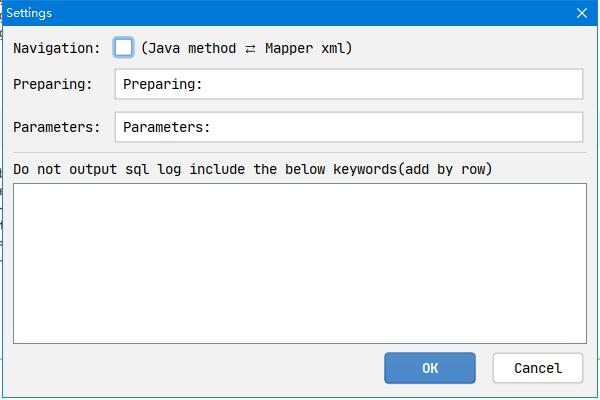 Settings
Navigation: (Java method ⇄ Mapper xml)
Preparing: Preparing:
Parameters: Parameters:
Do not output sql log include the below keywords(add by row)
OK Cancel